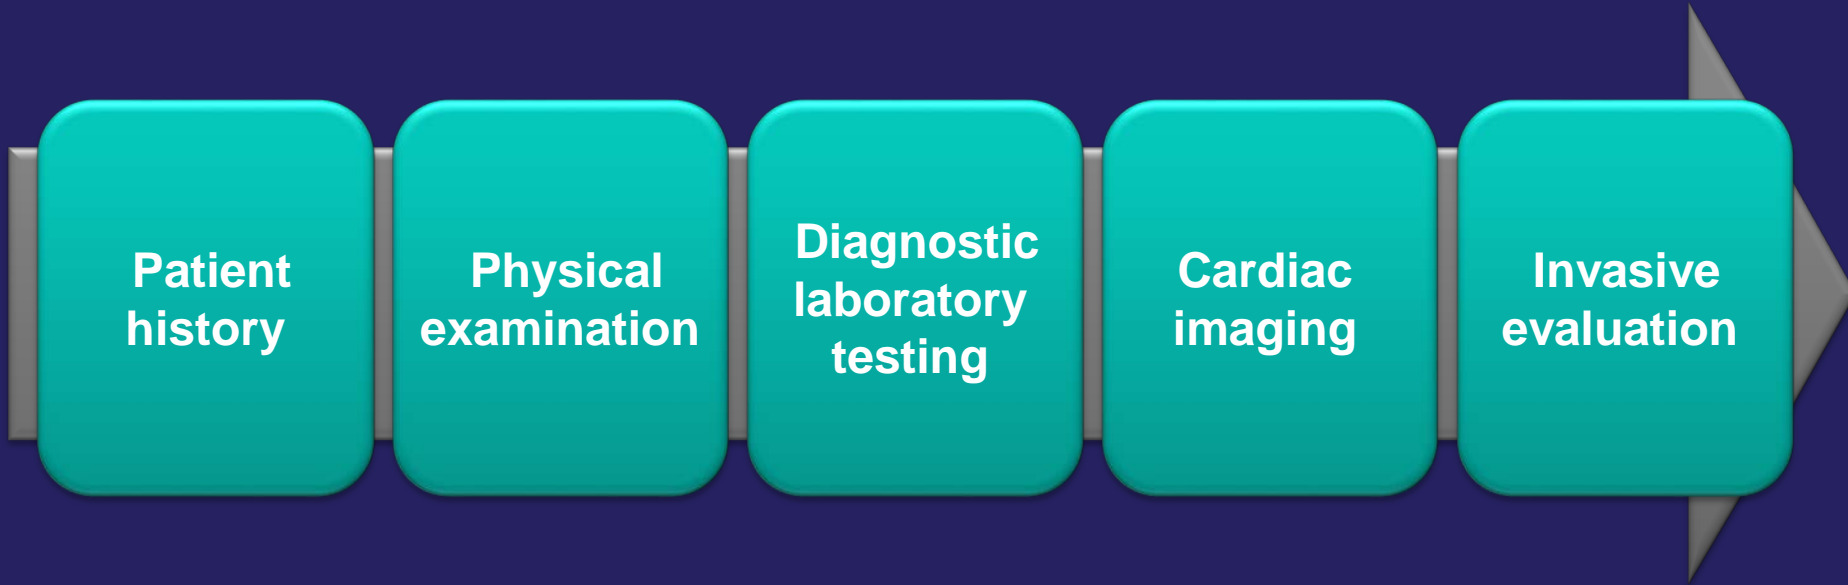 Patient
history
Physical
examination
Diagnostic
laboratory
testing
Cardiac
imaging
Invasive
evaluation